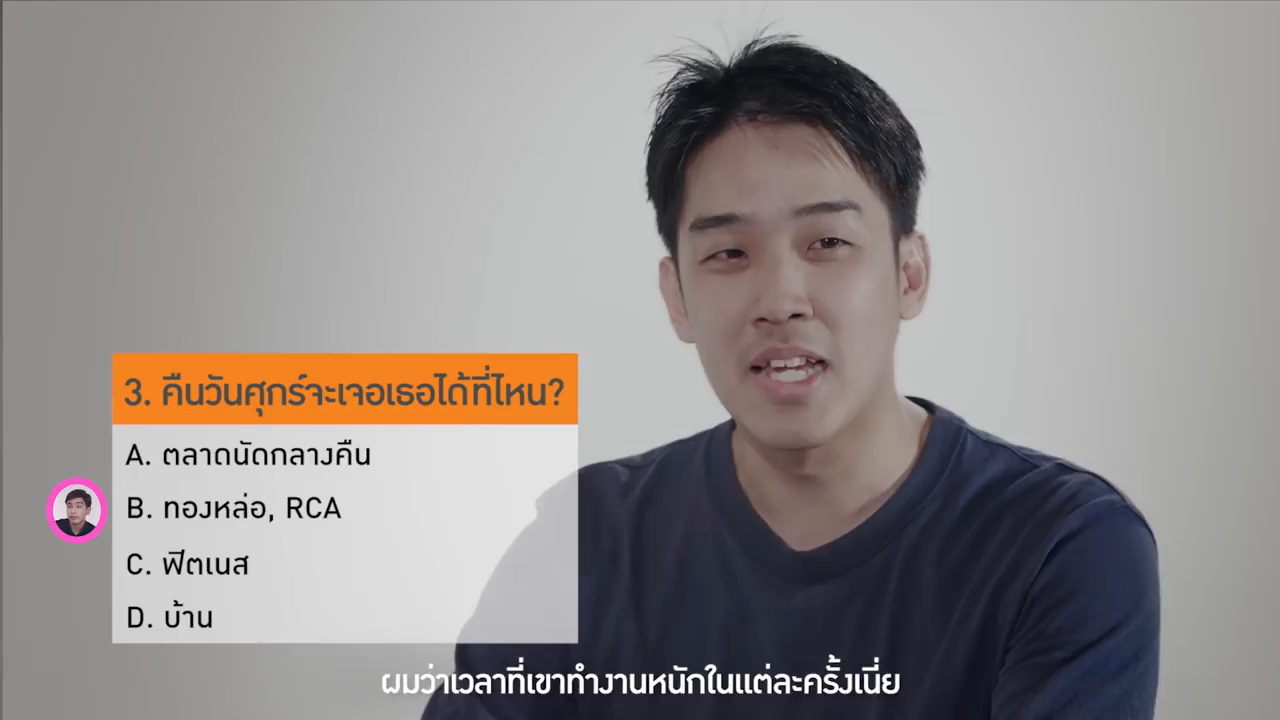 3. คืนวันศุกร์จะเจอเธอได้ที่ไหน?
A. ตลาดนัดกลางคืน
B. ทองหล่อ, RCA
C. ฟิตเนส
D. บ้าน
ผมว่าเวลาที่เขาทำงานหนักในแต่ละครั้งเนี่ย